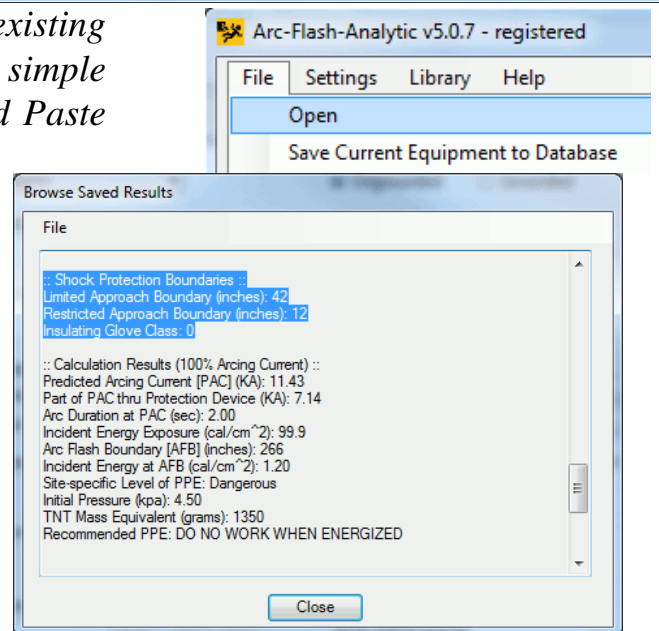 existing
simple
d Paste
Arc-Flash-Analytic v5.0.7 - registered
File Settings Library Help
Open
Save Current Equipment to Database
Browse Saved Results
File
:: Shock Protection Boundaries ::
Limited Approach Boundary (inches): 42
Restricted Approach Boundary (inches): 12
Insulating Glove Class: 0
:: Calculation Results (100% Arcing Current) ::
Predicted Arcing Current [PAC] (KA): 11.43
Part of PAC thru Protection Device (KA): 7.14
Arc Duration at PAC (sec): 2.00
Incident Energy Exposure (cal/cm^2): 99.9
Arc Flash Boundary [AFB] (inches): 266
Incident Energy at AFB (cal/cm^2): 1.20
Site-specific Level of PPE: Dangerous
Initial Pressure (kpa): 4.50
TNT Mass Equivalent (grams): 1350
Recommended PPE: DO NO WORK WHEN ENERGIZED
Close